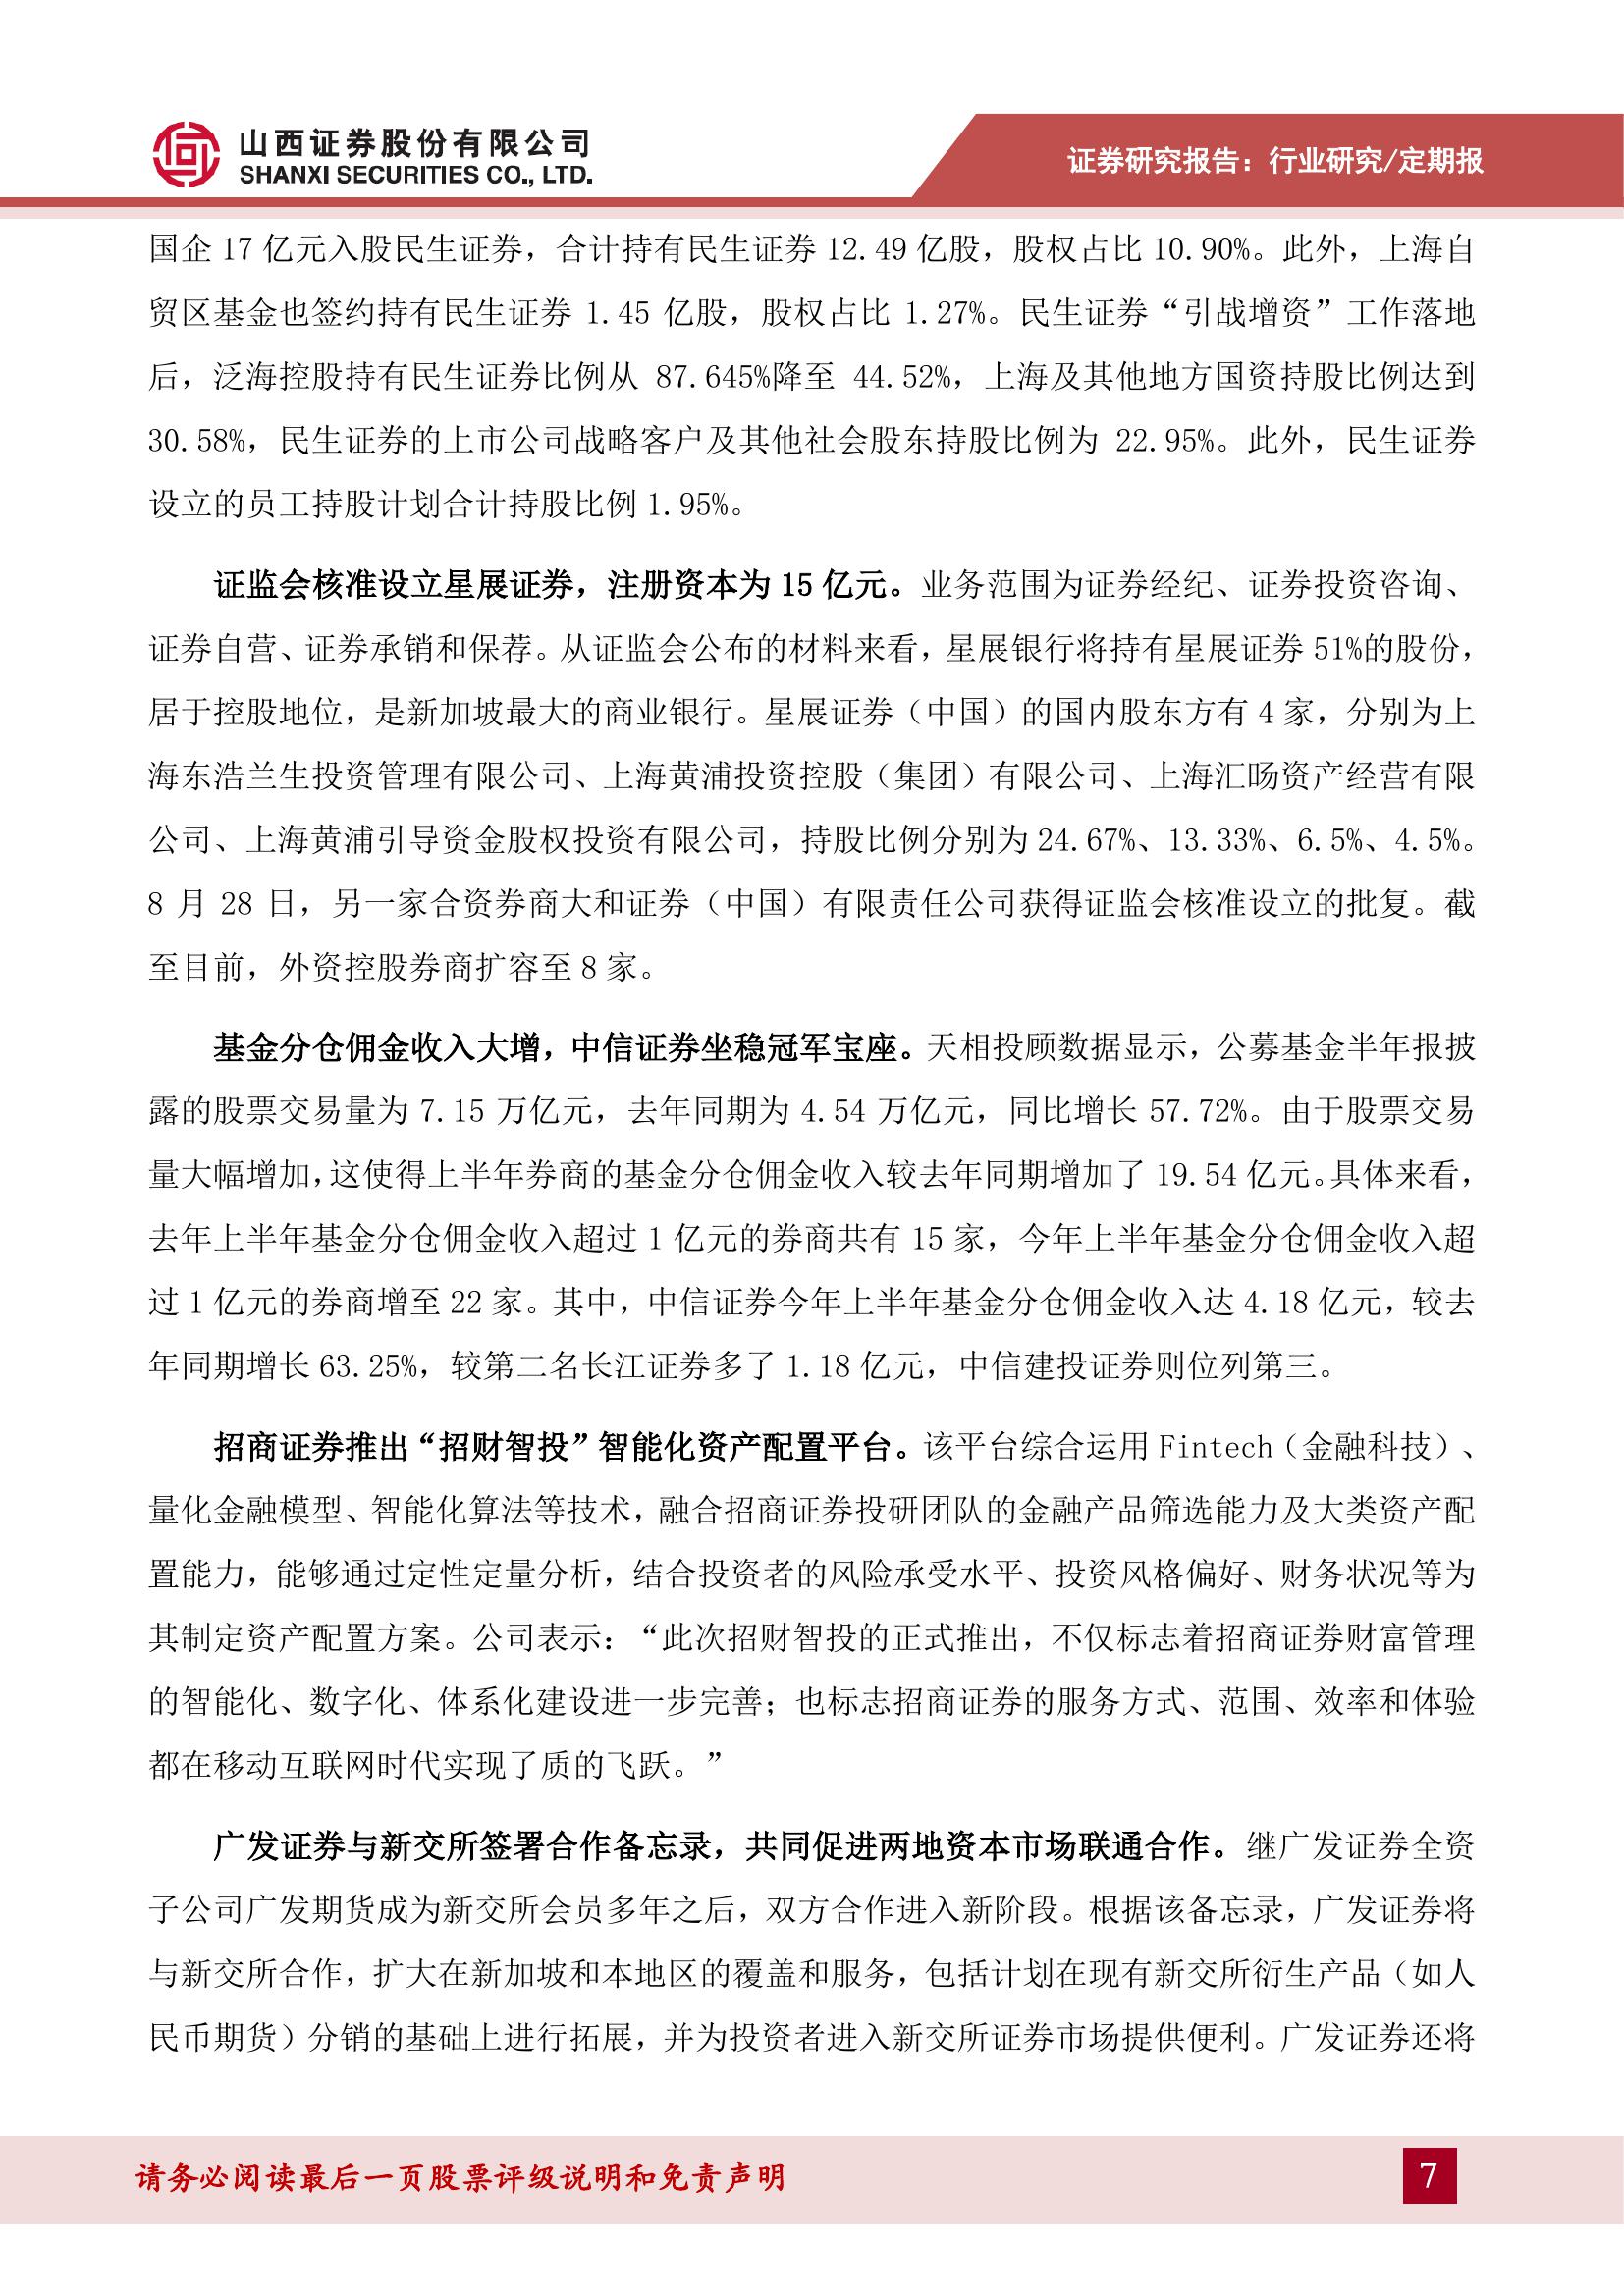 山西证券股份有限公司
SHANXI SECURITIES CO., LTD.
证券研究报告：行业研究/定期报
国企 17 亿元入股民生证券，合计持有民生证券 12.49 亿股，股权占比 10.90%。此外，上海自
贸区基金也签约持有民生证券 1.45 亿股，股权占比 1.27%。民生证券“引战增资”工作落地
后，泛海控股持有民生证券比例从 87.645%降至 44.52%，上海及其他地方国资持股比例达到
30.58%，民生证券的上市公司战略客户及其他社会股东持股比例为 22.95%。此外，民生证券
设立的员工持股计划合计持股比例 1.95%。
证监会核准设立星展证券，注册资本为 15 亿元。业务范围为证券经纪、证券投资咨询、
证券自营、证券承销和保荐。从证监会公布的材料来看，星展银行将持有星展证券 51%的股份，
居于控股地位，是新加坡最大的商业银行。星展证券（中国）的国内股东方有 4 家，分别为上
海东浩兰生投资管理有限公司、上海黄浦投资控股（集团）有限公司、上海汇旸资产经营有限
公司、上海黄浦引导资金股权投资有限公司，持股比例分别为 24.67%、13.33%、6.5%、4.5%。
8 月 28 日，另一家合资券商大和证券（中国）有限责任公司获得证监会核准设立的批复。截
至目前，外资控股券商扩容至 8 家。
基金分仓佣金收入大增，中信证券坐稳冠军宝座。天相投顾数据显示，公募基金半年报披
露的股票交易量为 7.15 万亿元，去年同期为 4.54 万亿元，同比增长 57.72%。由于股票交易
量大幅增加，这使得上半年券商的基金分仓佣金收入较去年同期增加了 19.54 亿元。具体来看，
去年上半年基金分仓佣金收入超过 1 亿元的券商共有 15 家，今年上半年基金分仓佣金收入超
过 1 亿元的券商增至 22 家。其中，中信证券今年上半年基金分仓佣金收入达 4.18 亿元，较去
年同期增长 63.25%，较第二名长江证券多了 1.18 亿元，中信建投证券则位列第三。
招商证券推出“招财智投”智能化资产配置平台。该平台综合运用 Fintech（金融科技）、
量化金融模型、智能化算法等技术，融合招商证券投研团队的金融产品筛选能力及大类资产配
置能力，能够通过定性定量分析，结合投资者的风险承受水平、投资风格偏好、财务状况等为
其制定资产配置方案。公司表示：“此次招财智投的正式推出，不仅标志着招商证券财富管理
的智能化、数字化、体系化建设进一步完善；也标志招商证券的服务方式、范围、效率和体验
都在移动互联网时代实现了质的飞跃。”
广发证券与新交所签署合作备忘录，共同促进两地资本市场联通合作。继广发证券全资
子公司广发期货成为新交所会员多年之后，双方合作进入新阶段。根据该备忘录，广发证券将
与新交所合作，扩大在新加坡和本地区的覆盖和服务，包括计划在现有新交所衍生产品（如人
民币期货）分销的基础上进行拓展，并为投资者进入新交所证券市场提供便利。广发证券还将
请务必阅读最后一页股票评级说明和免责声明
7